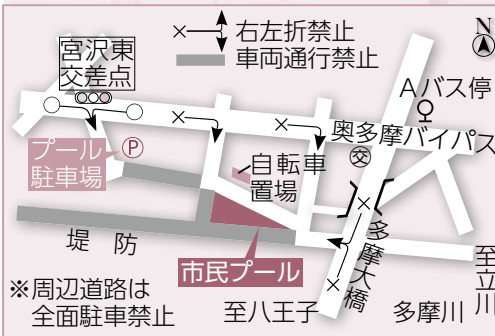 右左折禁止
車両通行禁止
N
宮沢東
交差点
Aバス停
奥多摩バイパス
交
プール
駐車場
P
自転車
置場
多摩大橋
堤 防
市民プール
至立川
※周辺道路は
全面駐車禁止
至八王子
多摩川